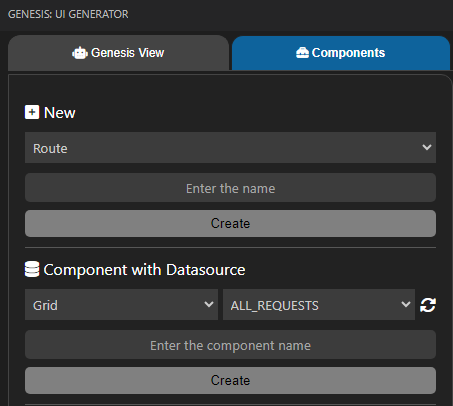 GENESIS: UI GENERATOR
Genesis View
Components
New
Route
Enter the name
Create
Component with Datasource
Grid
ALL_REQUESTS
Enter the component name
Create